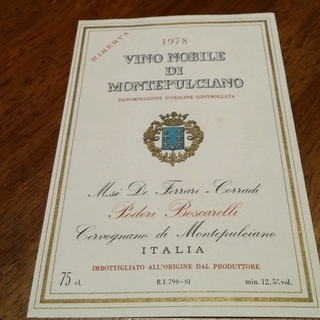 RISERVA
1978
VINO NOBILE
DI
MONTEPULCIANO
DENOMINAZIONE D'ORIGINE CONTROLLATA
M.si De Ferrari - Corradi
Poderi Boscarelli
Cervognano di Montepulciano
ITALIA
IMBOTTIGLIATO ALL'ORIGINE DAL PRODUTTORE
75 cl. R.I. 790 - SI min. 12,5% vol.